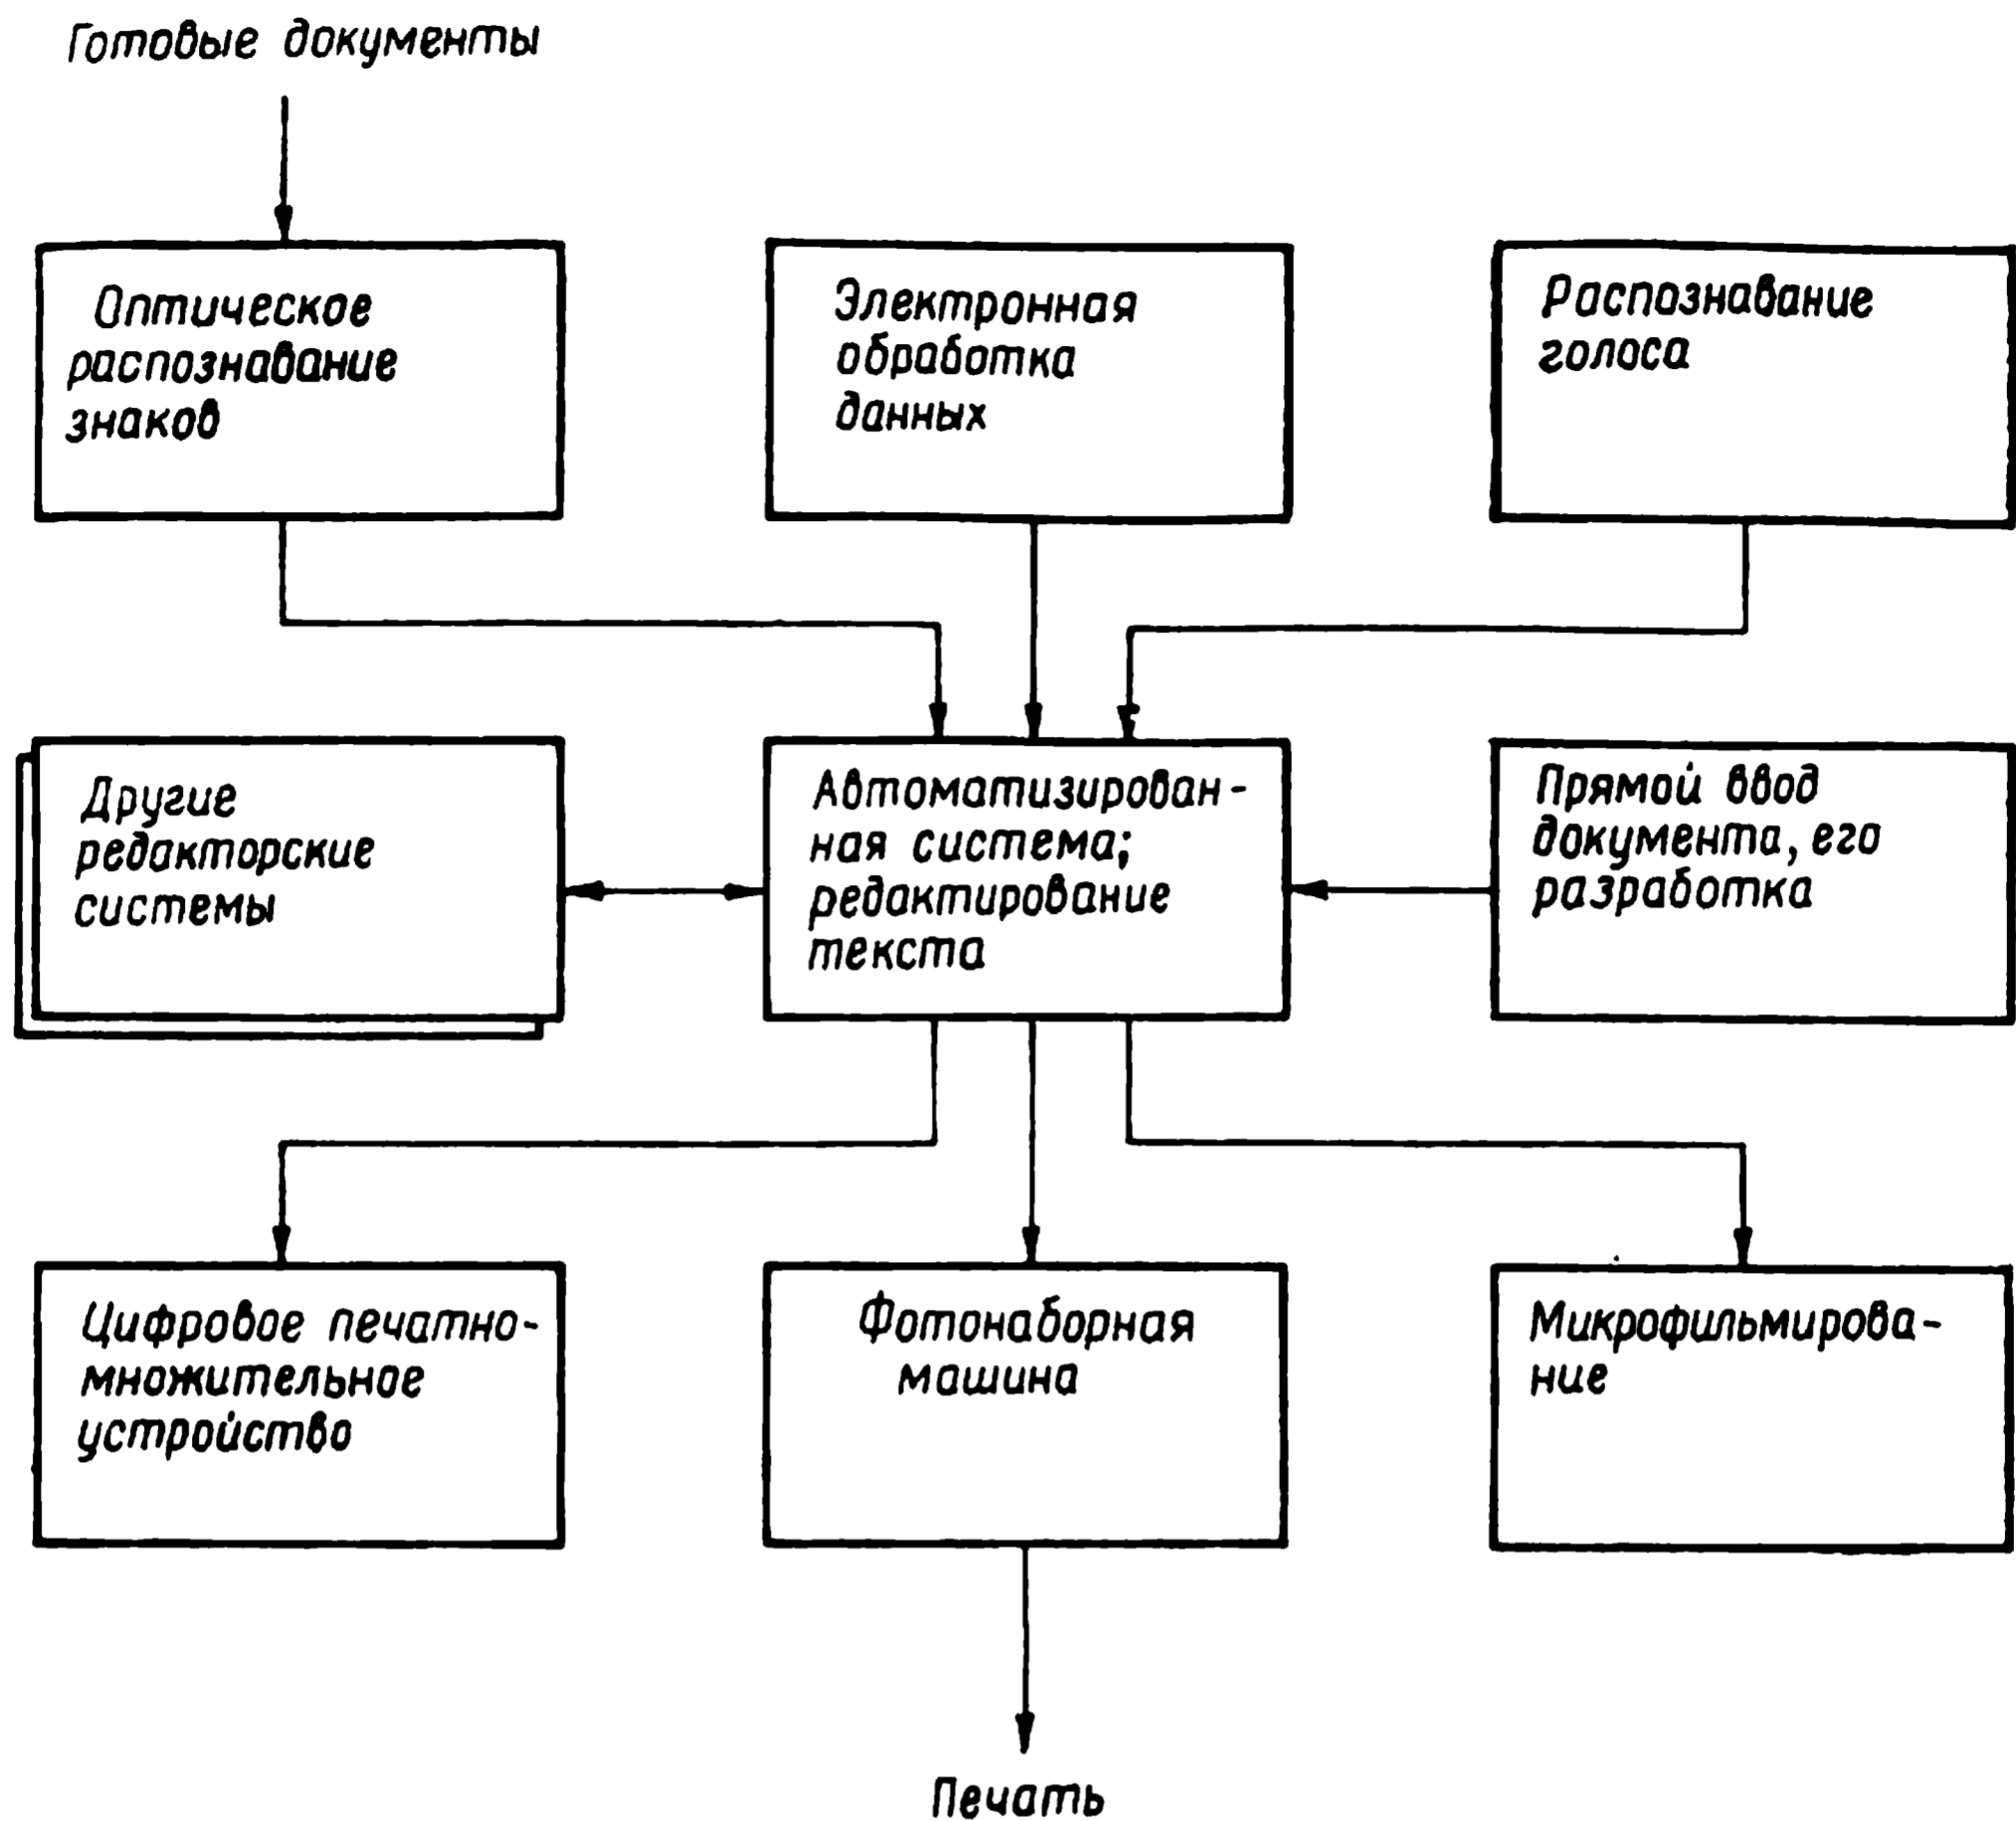 Готовые документы
Оптическое
распознавание
знаков
Электронная
обработка
данных
Распознавание
голоса
Другие
редакторские
системы
Автоматизирован-
ная система;
редактирование
текста
Прямой ввод
документа, его
разработка
Цифровое печатно-
множительное
устройство
Фотонаборная
машина
Микрофильмирова-
ние
Печать